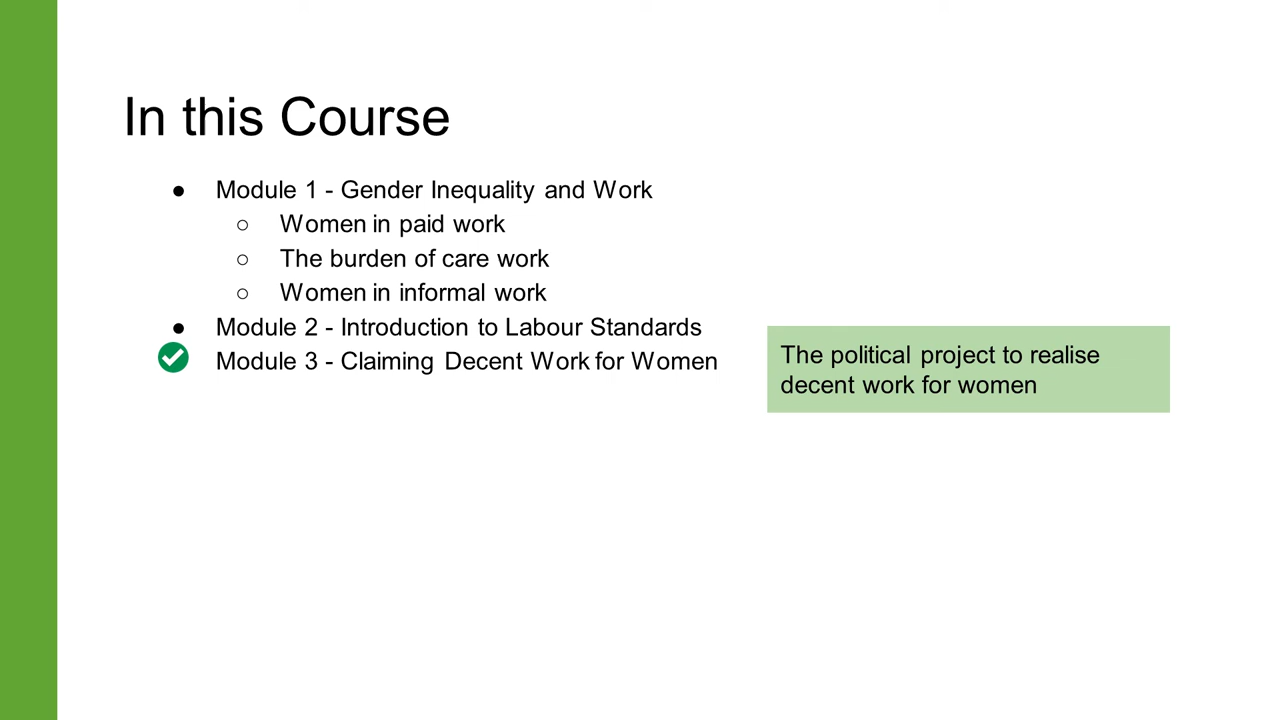 In this Course
● Module 1 - Gender Inequality and Work
○ Women in paid work
○ The burden of care work
○ Women in informal work
● Module 2 - Introduction to Labour Standards
Module 3 - Claiming Decent Work for Women
The political project to realise
decent work for women